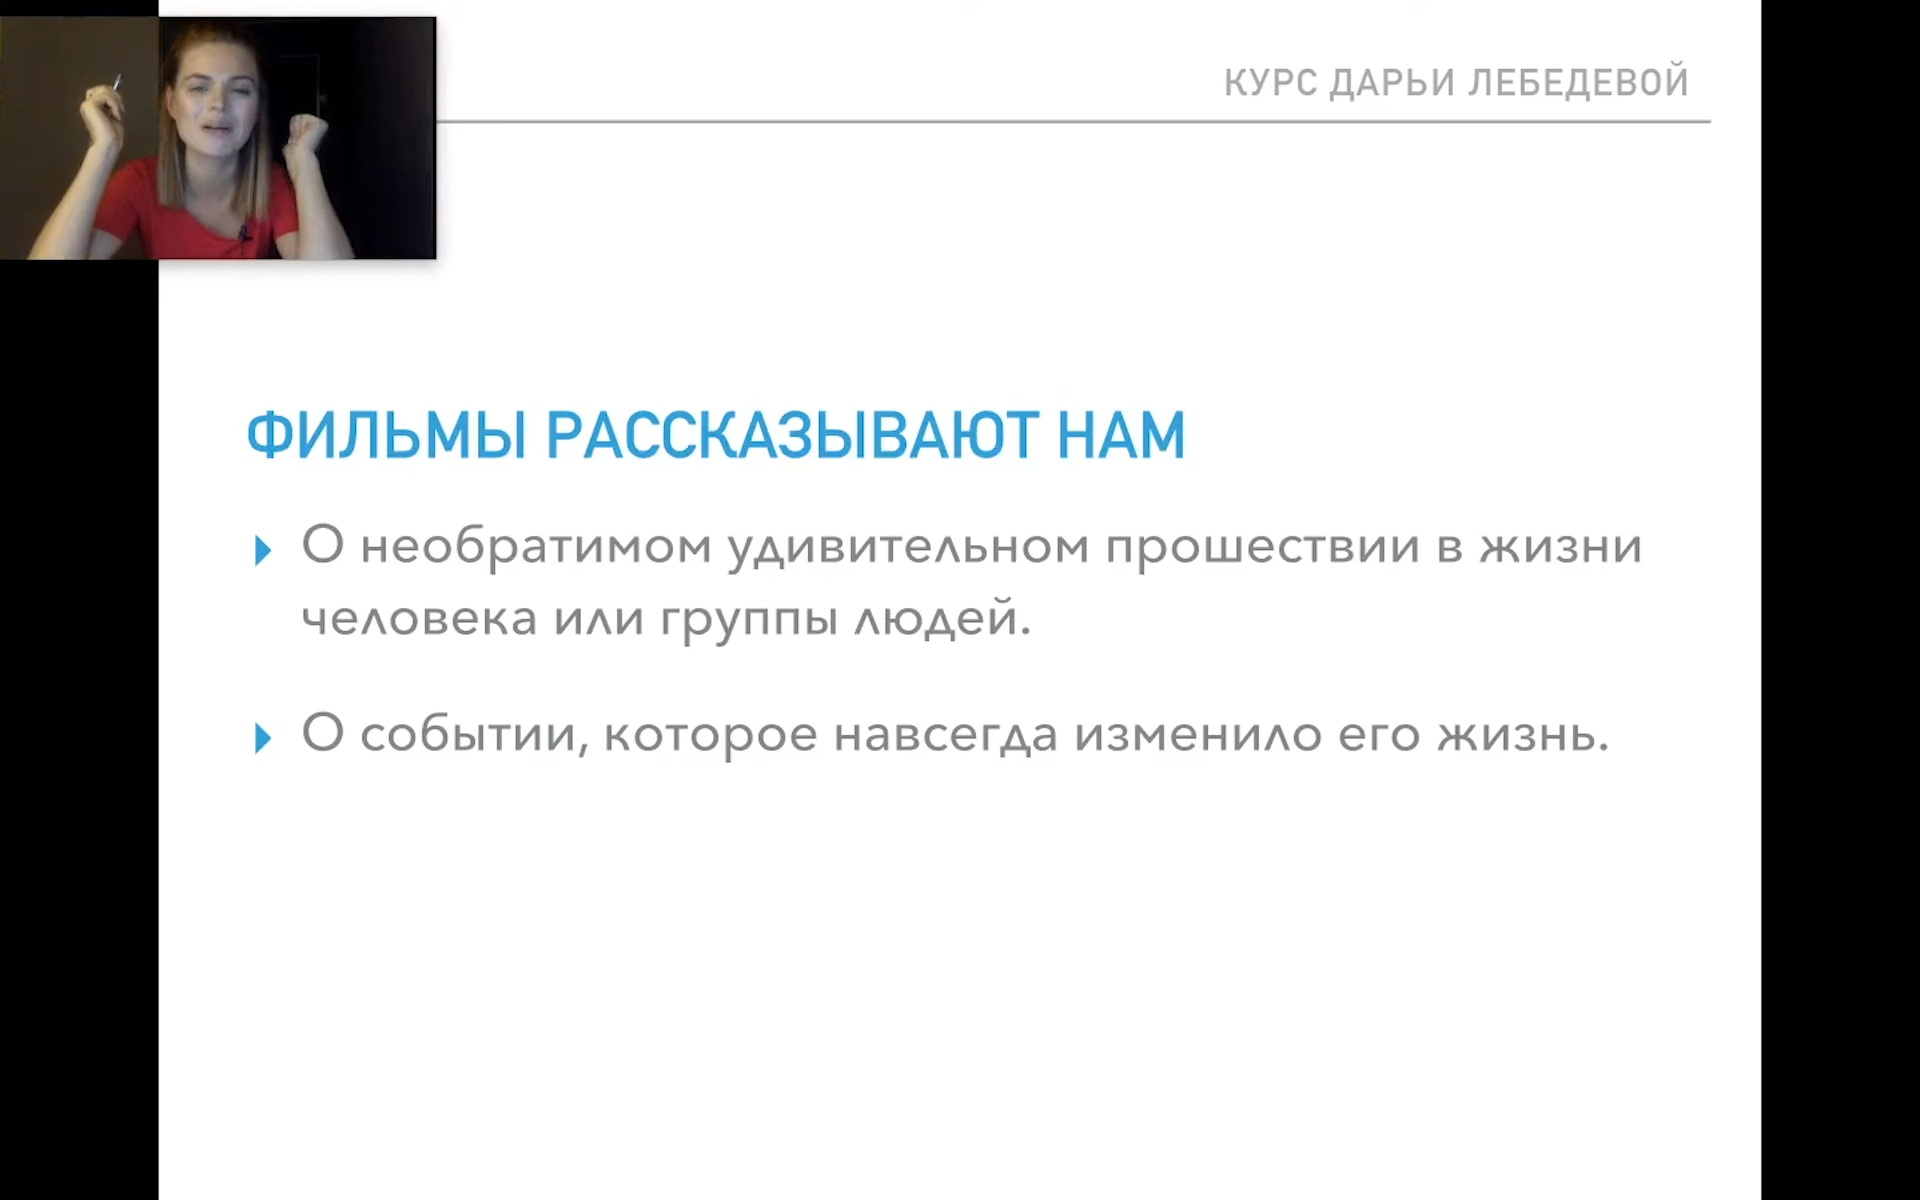 КУРС ДАРЬИ ЛЕБЕДЕВОЙ
ФИЛЬМЫ РАССКАЗЫВАЮТ НАМ
О необратимом удивительном прошествии в жизни
человека или группы людей.
О событии, которое навсегда изменило его жизнь.